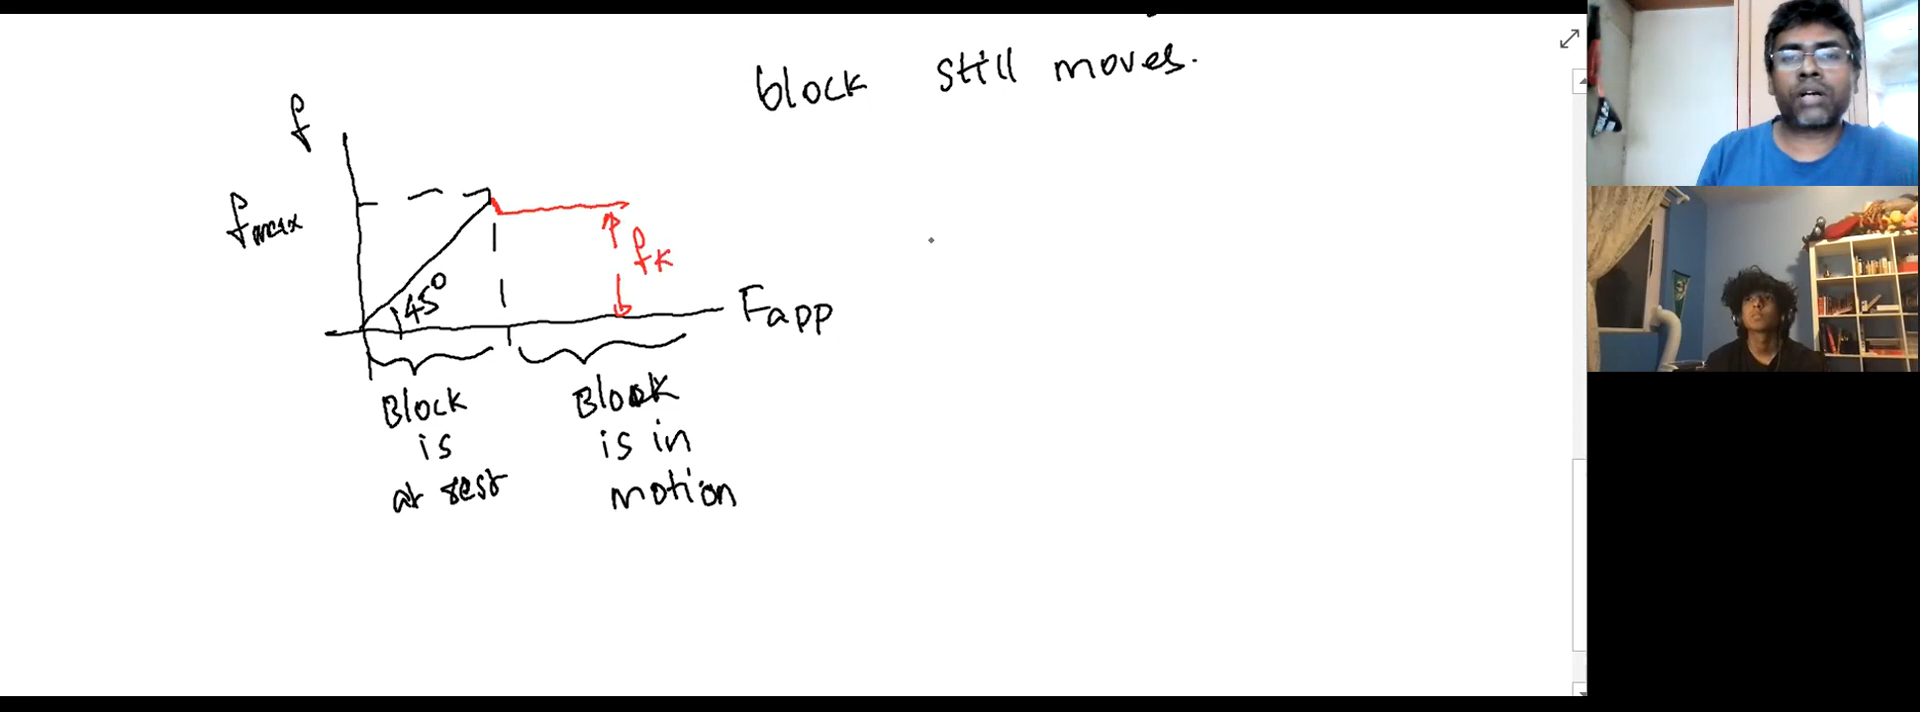 block still moves.
f
fmax
45°
fK
Fapp
Block is at rest
Block is in motion